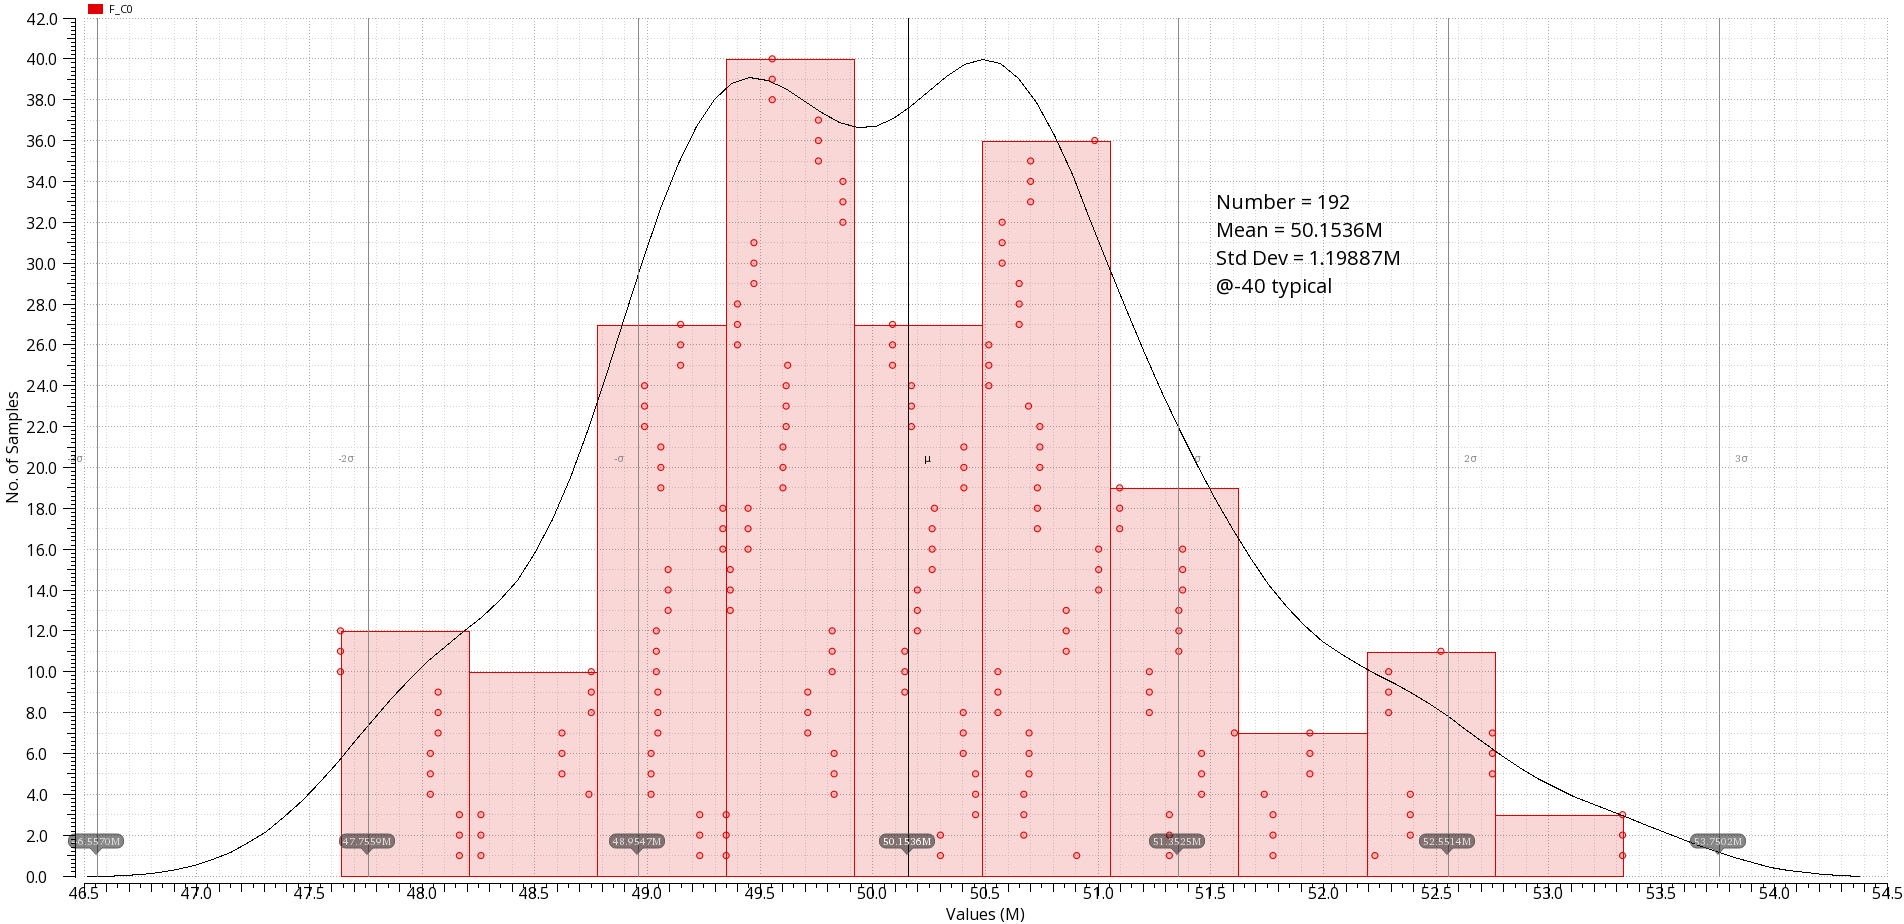 F_C0
42.0
40.0
38.0
36.0
34.0
32.0
30.0
28.0
26.0
24.0
22.0
20.0
18.0
16.0
14.0
12.0
10.0
8.0
6.0
4.0
2.0
0.0
No. of Samples
Number = 192
Mean = 50.1536M
Std Dev = 1.19887M
@-40 typical
-2σ
-σ
μ
σ
2σ
3σ
47.7559M
48.9547M
50.1536M
51.3525M
52.5514M
53.7502M
46.5 47.0 47.5 48.0 48.5 49.0 49.5 50.0 50.5 51.0 51.5 52.0 52.5 53.0 53.5 54.0 54.5
Values (M)